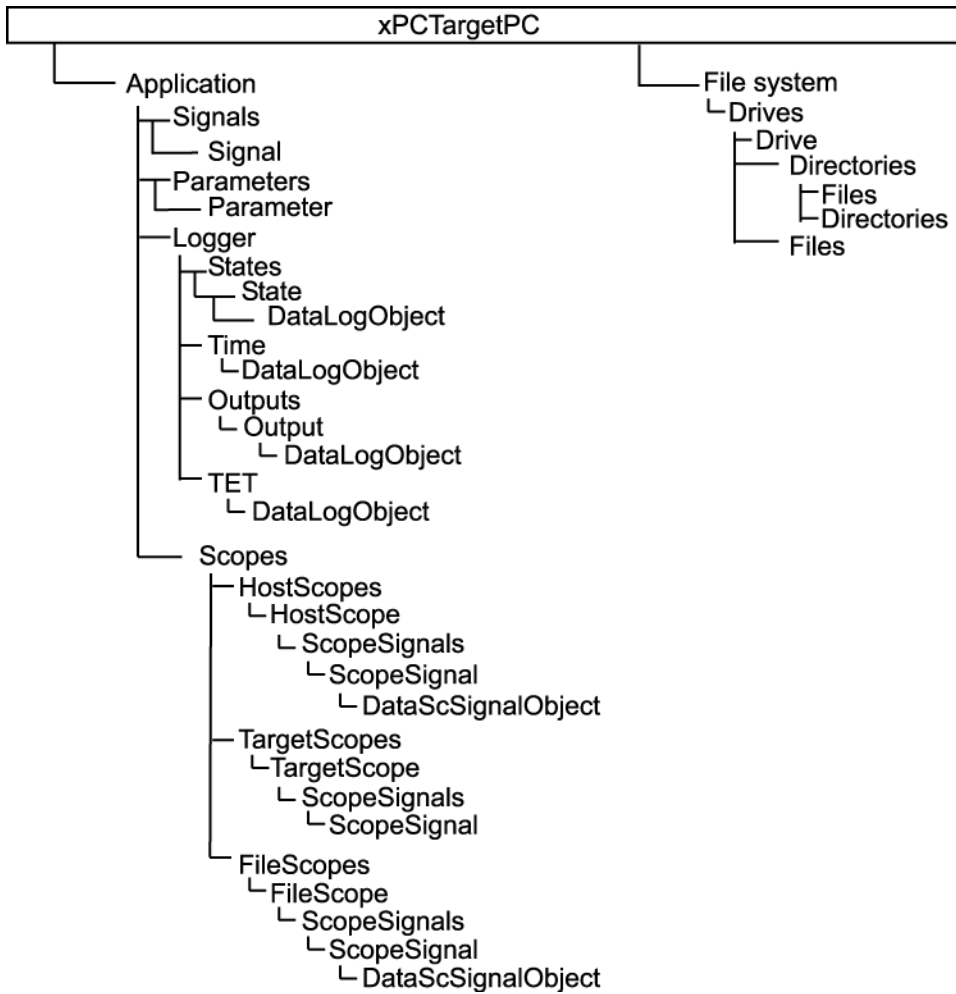 xPCTargetPC
Application
Signals
Signal
Parameters
Parameter
Logger
States
State
DataLogObject
Time
DataLogObject
Outputs
Output
DataLogObject
TET
DataLogObject
Scopes
HostScopes
HostScope
ScopeSignals
ScopeSignal
DataScSignalObject
TargetScopes
TargetScope
ScopeSignals
ScopeSignal
FileScopes
FileScope
ScopeSignals
ScopeSignal
DataScSignalObject
File system
Drives
Drive
Directories
Files
Directories
Files